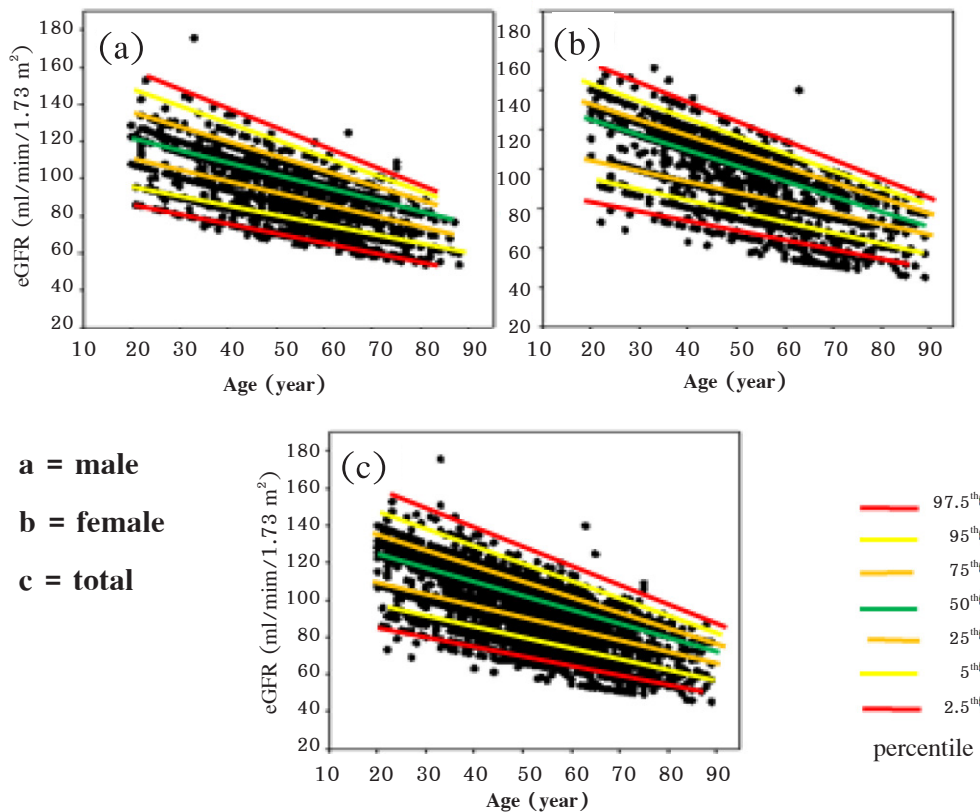 (a)
eGFR (ml/mim/1.73 m²)
180
160
140
120
100
80
60
40
20
10 20 30 40 50 60 70 80 90
Age (year)
(b)
180
160
140
120
100
80
60
40
20
10 20 30 40 50 60 70 80 90
Age (year)
a = male
b = female
c = total
(c)
eGFR (ml/mim/1.73 m²)
180
160
140
120
100
80
60
40
20
10 20 30 40 50 60 70 80 90
Age (year)
97.5th
95th
75th
50th
25th
5th
2.5th
percentile